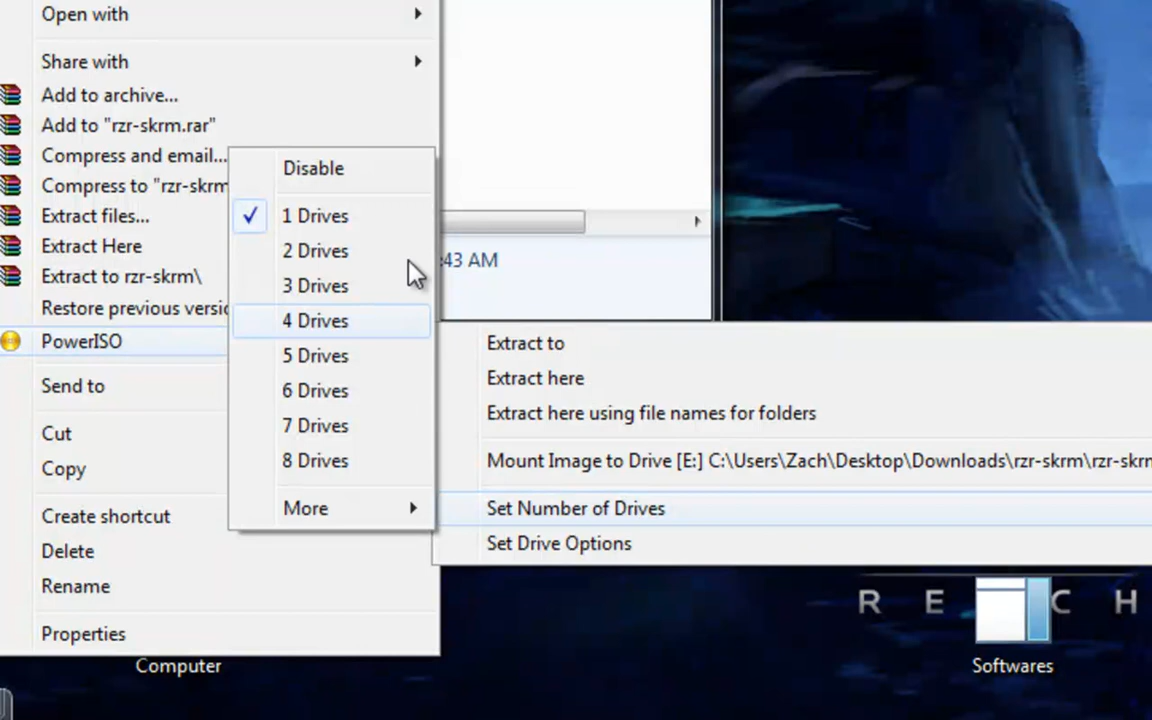 Open with
Share with
Add to archive...
Add to "rzr-skrm.rar"
Compress and email...
Compress to "rzr-skrm
Extract files...
Extract Here
Extract to rzr-skrm\
Restore previous versio
PowerISO
Send to
Cut
Copy
Create shortcut
Delete
Rename
Properties
Disable
1 Drives
2 Drives
3 Drives
4 Drives
5 Drives
6 Drives
7 Drives
8 Drives
More
:43 AM
Extract to
Extract here
Extract here using file names for folders
Mount Image to Drive [E:] C:\Users\Zach\Desktop\Downloads\rzr-skrm\rzr-skrm
Set Number of Drives
Set Drive Options
R E CH
Computer
Softwares